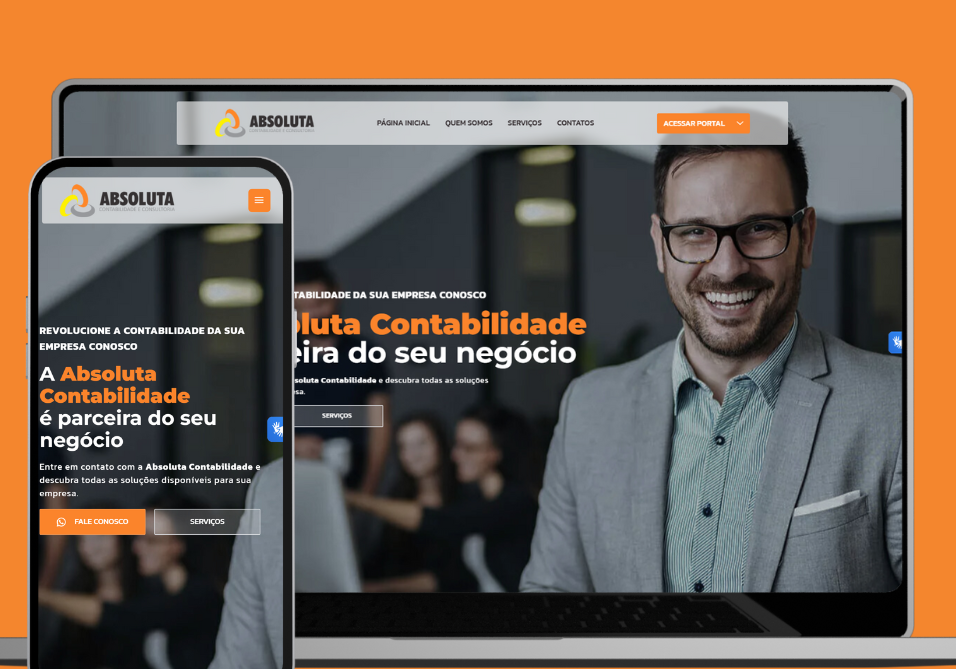 ABSOLUTA
CONTABILIDADE E CONSULTORIA
PÁGINA INICIAL
QUEM SOMOS
SERVIÇOS
CONTATOS
ACESSAR PORTAL
TABILIDADE DA SUA EMPRESA CONOSCO
oluta Contabilidade
eira do seu negócio
soluta Contabilidade e descubra todas as soluções
esa.
SERVIÇOS
ABSOLUTA
CONTABILIDADE E CONSULTORIA
REVOLUCIONE A CONTABILIDADE DA SUA
EMPRESA CONOSCO
A Absoluta
Contabilidade
é parceira do seu
negócio
Entre em contato com a Absoluta Contabilidade e
descubra todas as soluções disponíveis para sua
empresa.
FALE CONOSCO
SERVIÇOS